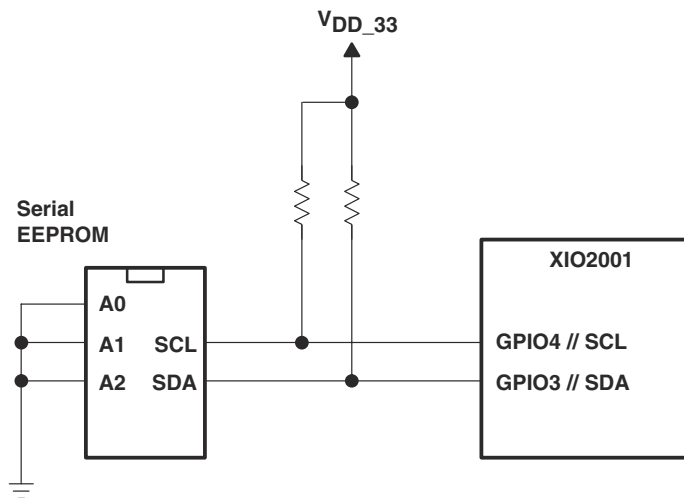 VDD_33
Serial
EEPROM
XIO2001
A0
A1 SCL
A2 SDA
GPIO4 // SCL
GPIO3 // SDA